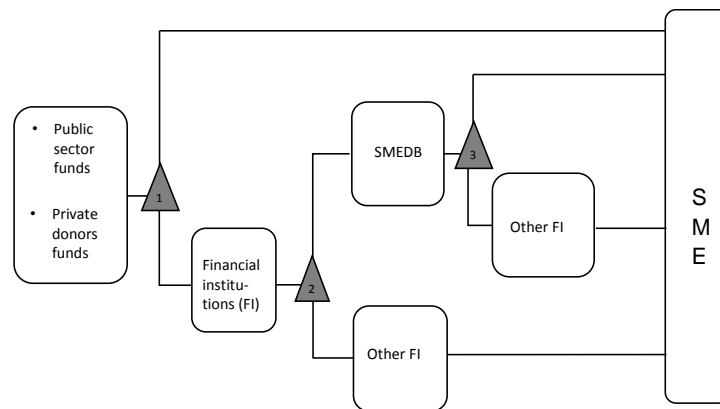 • Public
sector
funds
• Private
donors
funds
1
Financial
institu-
tions (FI)
2
SMEDB
3
Other FI
Other FI
S
M
E